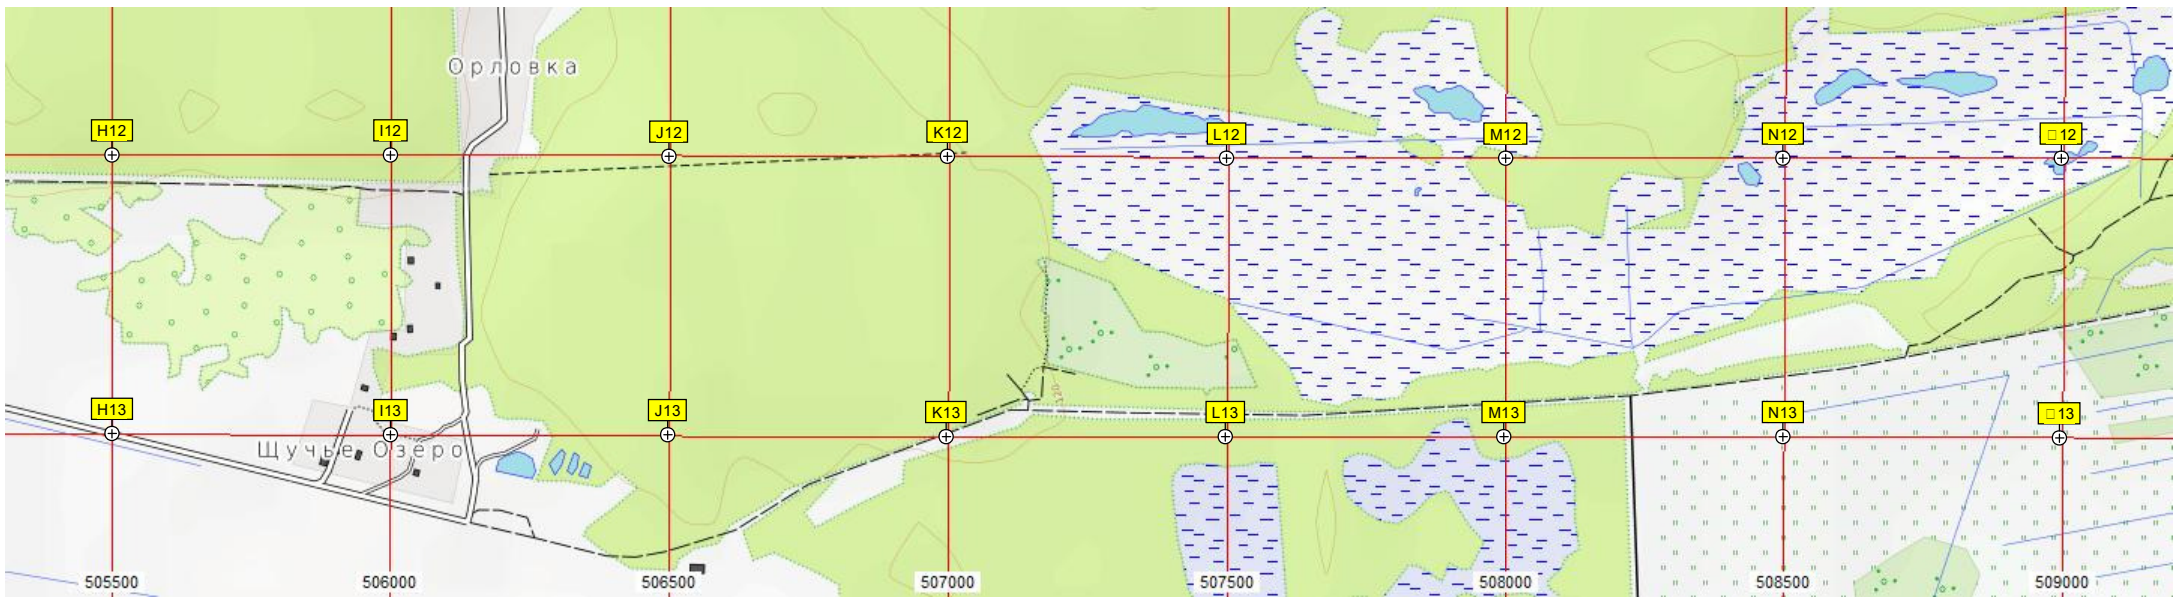 Орловка
H12 I12 J12 K12 L12 M12 N12 □12
120
H13 I13 J13 K13 L13 M13 N13 □13
Щучье Озеро
505500 506000 506500 507000 507500 508000 508500 509000